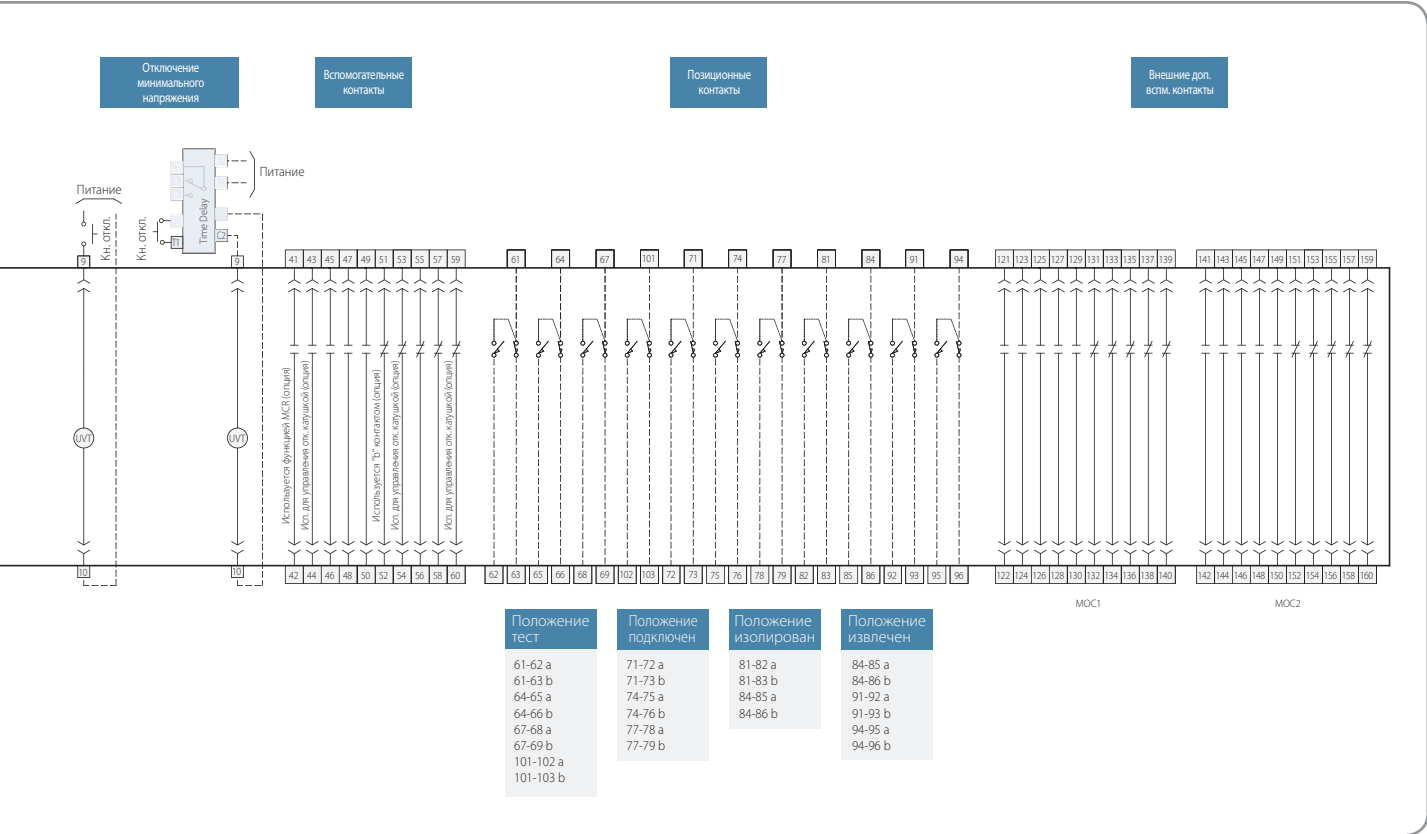 Отключение
минимального
напряжения
Вспомогательные
контакты
Позиционные
контакты
Внешние доп.
вспм. контакты
Питание
Питание
Кн. откл.
Кн. откл.
Time Delay
T1
C2
9
9
41 43 45 47 49 51 53 55 57 59
61 64 67 101 71 74 77 81 84 91 94
121 123 125 127 129 131 133 135 137 139
141 143 145 147 149 151 153 155 157 159
Используется функцией MCR (опция)
Исп. для управления отк. катушкой (опция)
Используется "b" контактом (опция)
Исп. для управления отк. катушкой (опция)
Исп. для управления отк. катушкой (опция)
UVT
UVT
10
10
42 44 46 48 50 52 54 56 58 60
62 63 65 66 68 69 102 103 72 73 75 76 78 79 82 83 85 86 92 93 95 96
122 124 126 128 130 132 134 136 138 140
142 144 146 148 150 152 154 156 158 160
MOC1
MOC2
Положение
тест
61-62 a
61-63 b
64-65 a
64-66 b
67-68 a
67-69 b
101-102 a
101-103 b
Положение
подключен
71-72 a
71-73 b
74-75 a
74-76 b
77-78 a
77-79 b
Положение
изолирован
81-82 a
81-83 b
84-85 a
84-86 b
Положение
извлечен
84-85 a
84-86 b
91-92 a
91-93 b
94-95 a
94-96 b